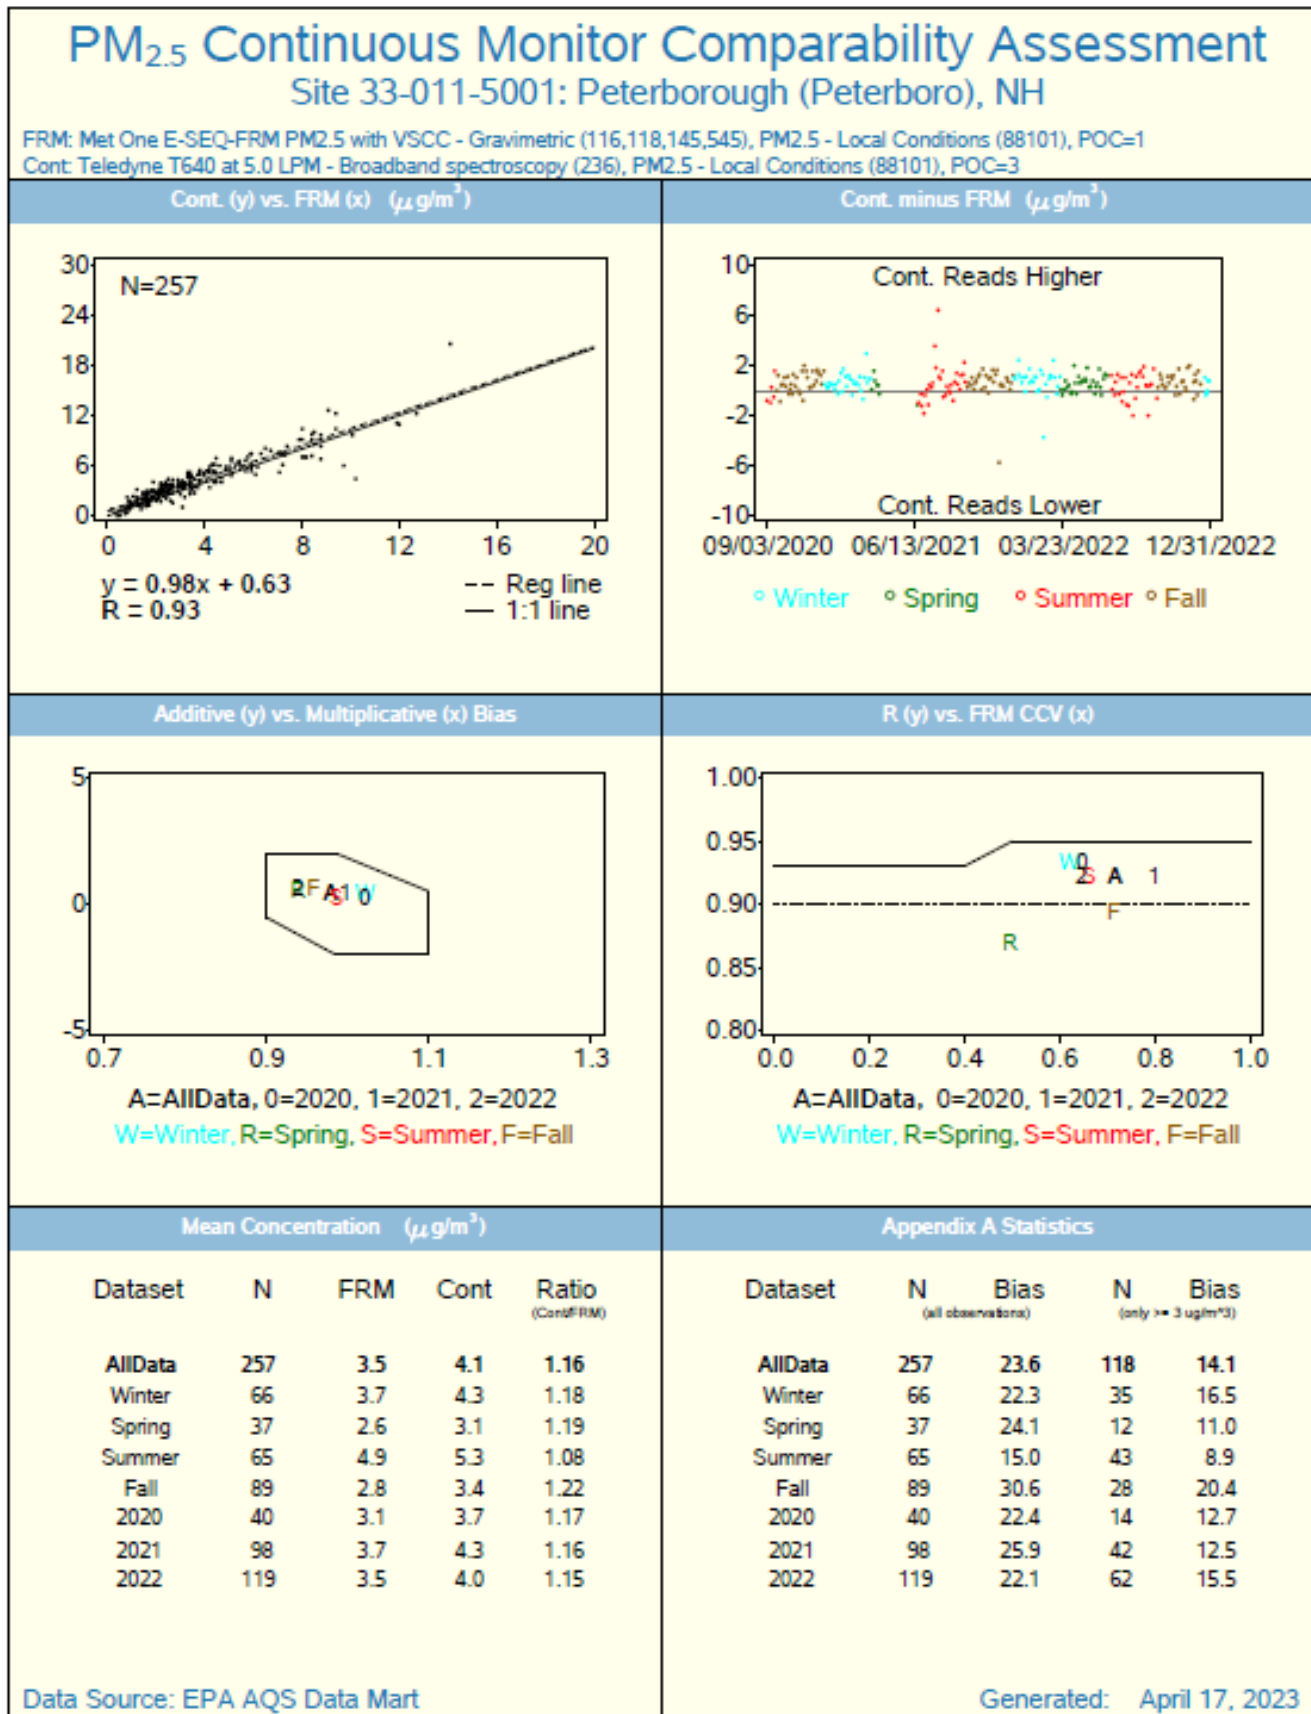 PM2.5 Continuous Monitor Comparability Assessment
Site 33-011-5001: Peterborough (Peterboro), NH
FRM: Met One E-SEQ-FRM PM2.5 with VSCC - Gravimetric (116,118,145,545), PM2.5 - Local Conditions (88101), POC=1
Cont: Teledyne T640 at 5.0 LPM - Broadband spectroscopy (236), PM2.5 - Local Conditions (88101), POC=3
Cont. (y) vs. FRM (x) (μg/m³)
30
24
18
12
6
0
N=257
0 4 8 12 16 20
y = 0.98x + 0.63
R = 0.93
-- Reg line
— 1:1 line
Cont. minus FRM (μg/m³)
10
6
2
-2
-6
-10
Cont. Reads Higher
Cont. Reads Lower
09/03/2020 06/13/2021 03/23/2022 12/31/2022
Winter Spring Summer Fall
Additive (y) vs. Multiplicative (x) Bias
5
0
-5
R 2 F A S 1 0 W
0.7 0.9 1.1 1.3
A=AllData, 0=2020, 1=2021, 2=2022
W=Winter, R=Spring, S=Summer, F=Fall
R (y) vs. FRM CCV (x)
1.00
0.95
0.90
0.85
0.80
W 0
2 S A 1
F
R
0.0 0.2 0.4 0.6 0.8 1.0
A=AllData, 0=2020, 1=2021, 2=2022
W=Winter, R=Spring, S=Summer, F=Fall
Mean Concentration (μg/m³)
Dataset N FRM Cont Ratio
(Cont/FRM)
AllData 257 3.5 4.1 1.16
Winter 66 3.7 4.3 1.18
Spring 37 2.6 3.1 1.19
Summer 65 4.9 5.3 1.08
Fall 89 2.8 3.4 1.22
2020 40 3.1 3.7 1.17
2021 98 3.7 4.3 1.16
2022 119 3.5 4.0 1.15
Appendix A Statistics
Dataset N Bias N Bias
(all observations) (only >= 3 ug/m^3)
AllData 257 23.6 118 14.1
Winter 66 22.3 35 16.5
Spring 37 24.1 12 11.0
Summer 65 15.0 43 8.9
Fall 89 30.6 28 20.4
2020 40 22.4 14 12.7
2021 98 25.9 42 12.5
2022 119 22.1 62 15.5
Data Source: EPA AQS Data Mart
Generated: April 17, 2023